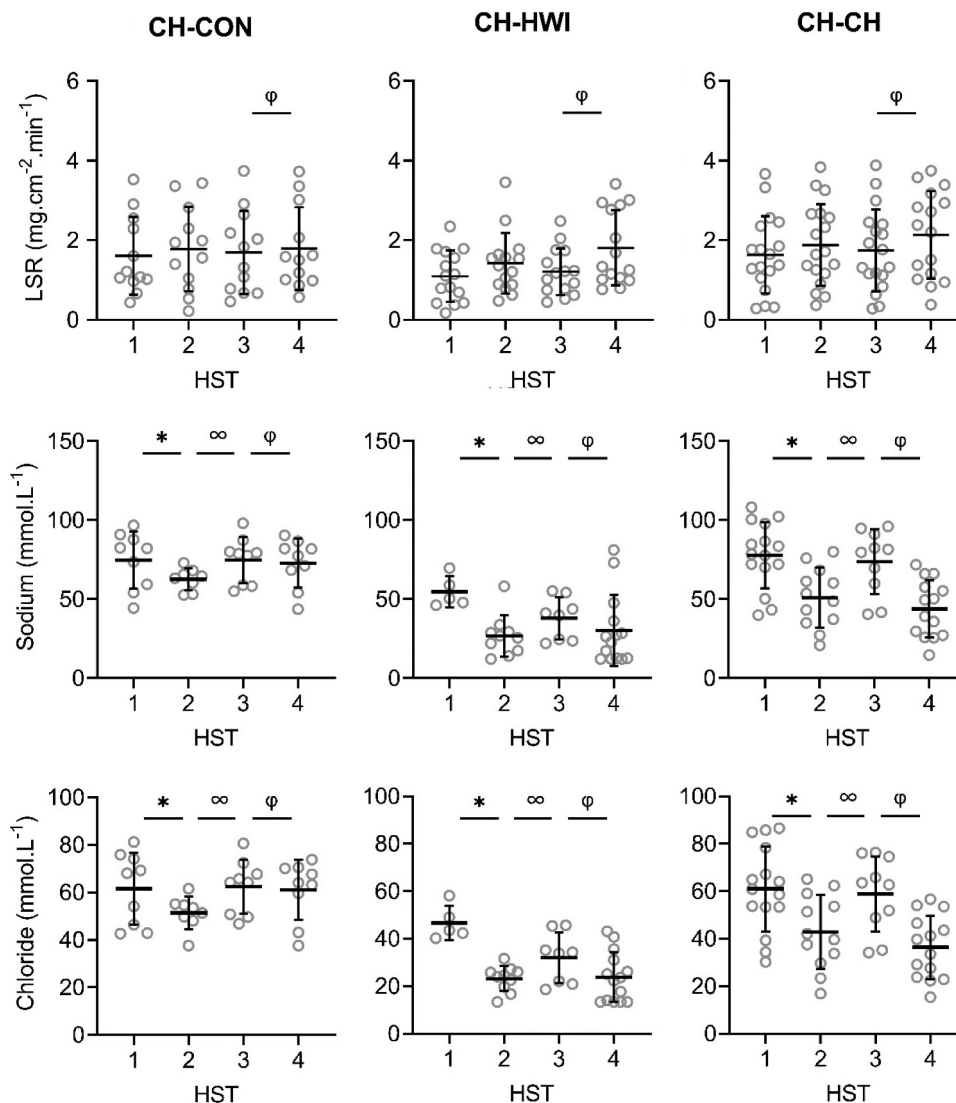 CH-CON CH-HWI CH-CH
LSR (mg.cm-2.min-1)
6
4
2
0
φ
1 2 3 4
HST
6
4
2
0
φ
1 2 3 4
HST
6
4
2
0
φ
1 2 3 4
HST
Sodium (mmol.L-1)
150
100
50
0
* ∞ φ
1 2 3 4
HST
150
100
50
0
* ∞ φ
1 2 3 4
HST
150
100
50
0
* ∞ φ
1 2 3 4
HST
Chloride (mmol.L-1)
100
80
60
40
20
0
* ∞ φ
1 2 3 4
HST
100
80
60
40
20
0
* ∞ φ
1 2 3 4
HST
100
80
60
40
20
0
* ∞ φ
1 2 3 4
HST